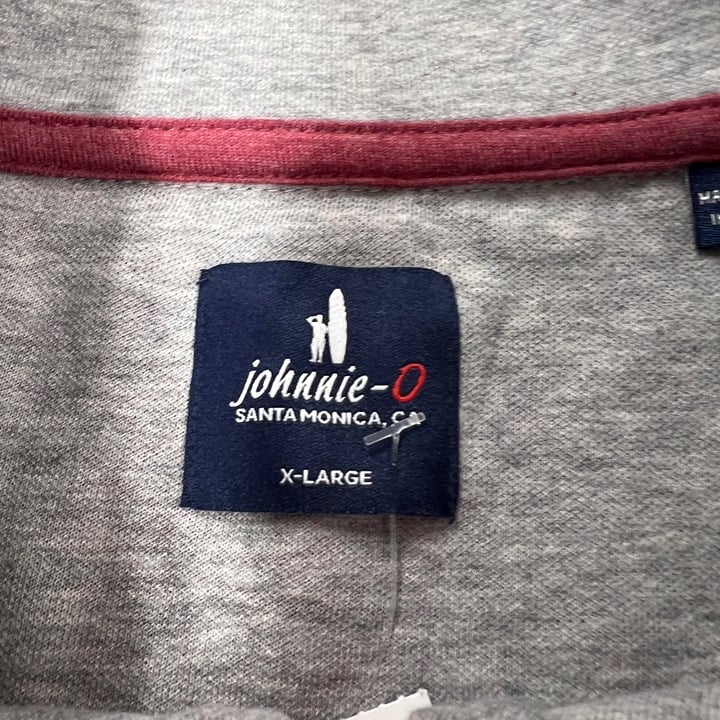 johnnie-O
SANTA MONICA, CA
X-LARGE